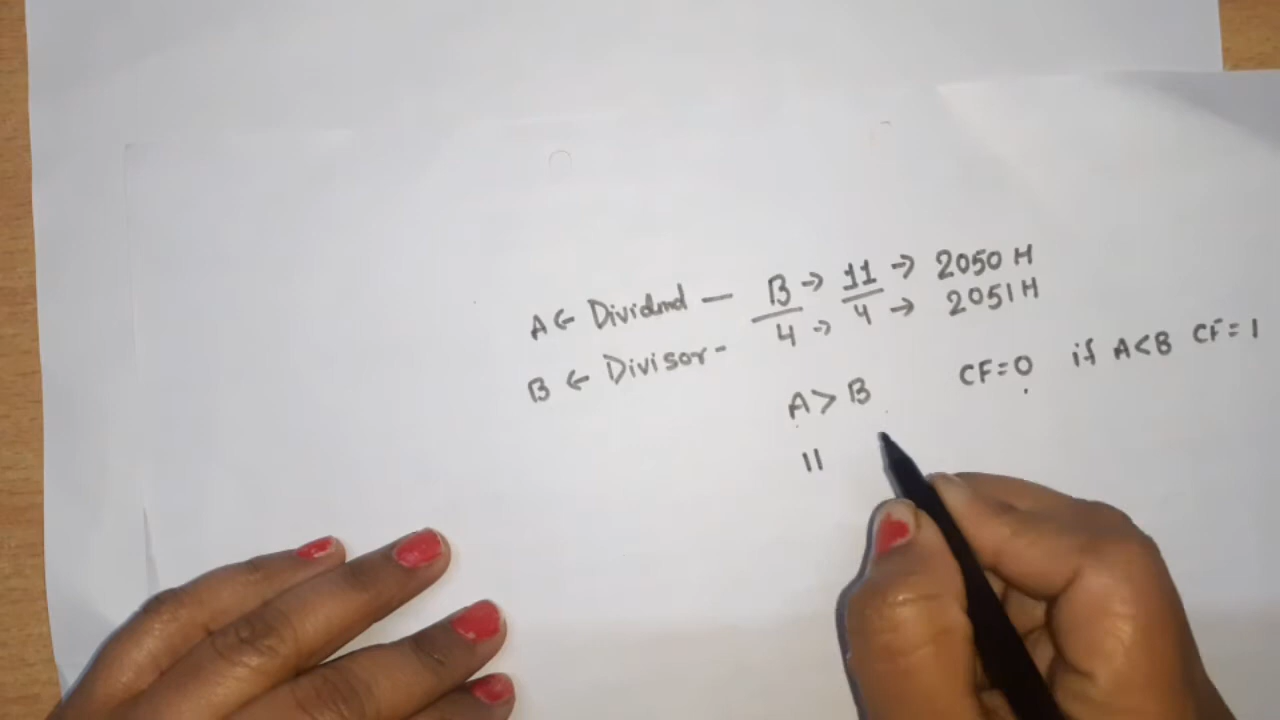 A ← Dividend — B → 11 → 2050 H
B ← Divisor - 4 → 4 → 2051 H
A > B CF = 0 if A < B CF = 1
11